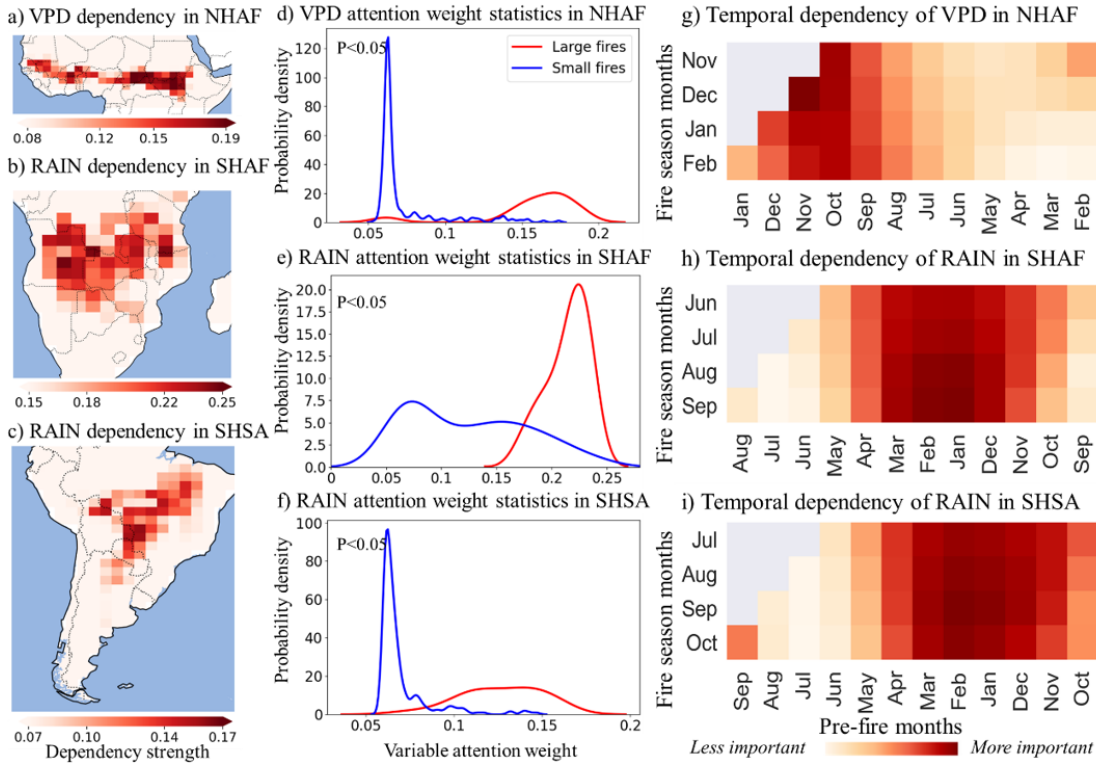 a) VPD dependency in NHAF
0.08 0.12 0.15 0.19
b) RAIN dependency in SHAF
0.15 0.20 0.22 0.25
c) RAIN dependency in SHSA
0.07 0.10 0.14 0.17
Dependency strength
d) VPD attention weight statistics in NHAF
P<0.05
Large fires
Small fires
Probability density
120
100
80
60
40
20
0
0.05 0.1 0.15 0.2
e) RAIN attention weight statistics in SHAF
P<0.05
Probability density
20.0
17.5
15.0
12.5
10.0
7.5
5.0
2.5
0.0
0 0.05 0.1 0.15 0.2 0.25
f) RAIN attention weight statistics in SHSA
P<0.05
Probability density
100
80
60
40
20
0
0.05 0.1 0.15 0.2
Variable attention weight
g) Temporal dependency of VPD in NHAF
Fire season months
Nov
Dec
Jan
Feb
Jan Dec Nov Oct Sep Aug Jul Jun May Apr Mar Feb
h) Temporal dependency of RAIN in SHAF
Fire season months
Jun
Jul
Aug
Sep
Aug Jul Jun May Apr Mar Feb Jan Dec Nov Oct Sep
i) Temporal dependency of RAIN in SHSA
Fire season months
Jul
Aug
Sep
Oct
Sep Aug Jul Jun May Apr Mar Feb Jan Dec Nov Oct
Pre-fire months
Less important More important